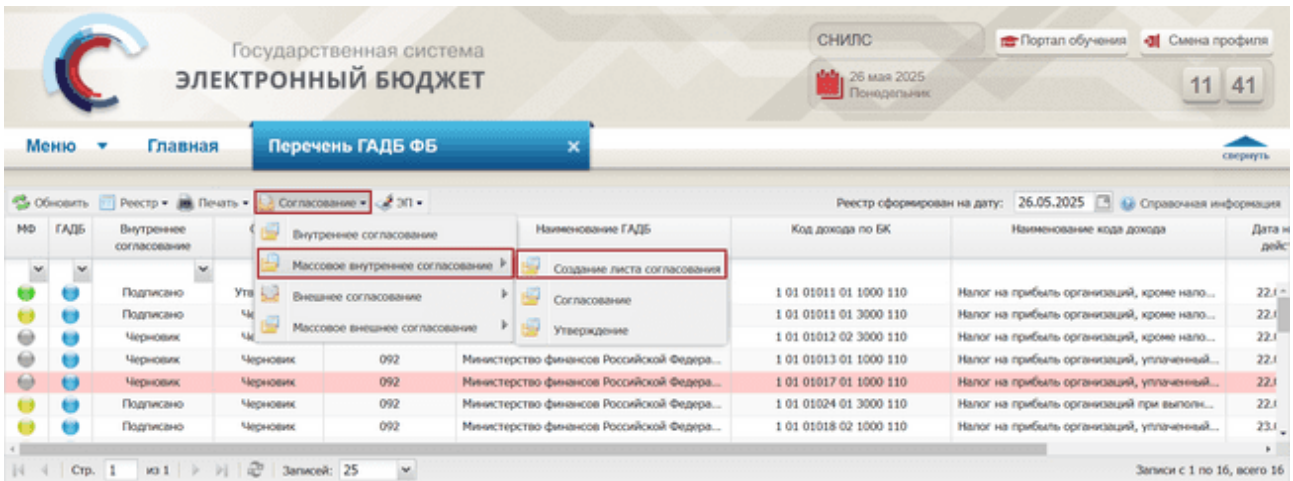 Государственная система
ЭЛЕКТРОННЫЙ БЮДЖЕТ
СНИЛС
Портал обучения
Смена профиля
26 мая 2025
Понедельник
11 41
Меню
Главная
Перечень ГАДБ ФБ
свернуть
Обновить Реестр Печать Согласование ЭП
Реестр сформирован на дату: 26.05.2025 Справочная информация
МФ ГАДБ Внутреннее согласование Наименование ГАДБ Код дохода по БК Наименование кода дохода Дата
Внутреннее согласование
Массовое внутреннее согласование
Внешнее согласование
Массовое внешнее согласование
Создание листа согласования
Согласование
Утверждение
Подписано 1 01 01011 01 1000 110 Налог на прибыль организаций, кроме нало...
Подписано 1 01 01011 01 3000 110 Налог на прибыль организаций, кроме нало...
Черновик 1 01 01012 02 3000 110 Налог на прибыль организаций, кроме нало...
Черновик Черновик 092 Министерство финансов Российской Федера... 1 01 01013 01 1000 110 Налог на прибыль организаций, уплаченный...
Черновик Черновик 092 Министерство финансов Российской Федера... 1 01 01017 01 1000 110 Налог на прибыль организаций, уплаченный...
Подписано Черновик 092 Министерство финансов Российской Федера... 1 01 01024 01 3000 110 Налог на прибыль организаций при выполн...
Подписано Черновик 092 Министерство финансов Российской Федера... 1 01 01018 02 1000 110 Налог на прибыль организаций, уплаченный...
Стр. 1 из 1 Записей: 25
Записи с 1 по 16, всего 16